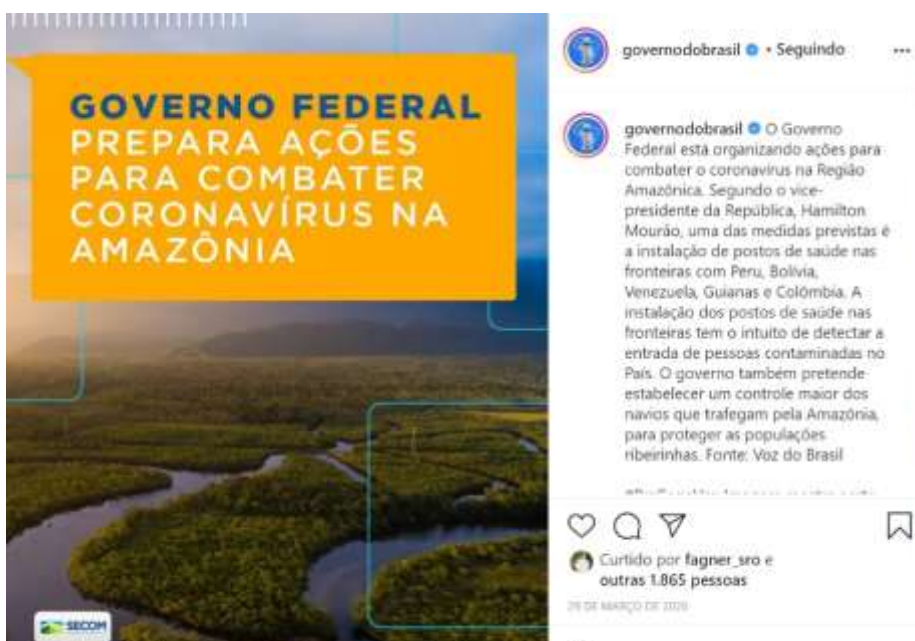 GOVERNO FEDERAL
PREPARA AÇÕES
PARA COMBATER
CORONAVÍRUS NA
AMAZÔNIA
SECOM
governodobrasil • Seguindo
governodobrasil O Governo
Federal está organizando ações para
combater o coronavírus na Região
Amazônica. Segundo o vice-
presidente da República, Hamilton
Mourão, uma das medidas previstas é
a instalação de postos de saúde nas
fronteiras com Peru, Bolívia,
Venezuela, Guianas e Colômbia. A
instalação dos postos de saúde nas
fronteiras tem o intuito de detectar a
entrada de pessoas contaminadas no
País. O governo também pretende
estabelecer um controle maior dos
navios que trafegam pela Amazônia,
para proteger as populações
ribeirinhas. Fonte: Voz do Brasil
Curtido por fagner_sro e
outras 1.865 pessoas
DE MARÇO DE 2020